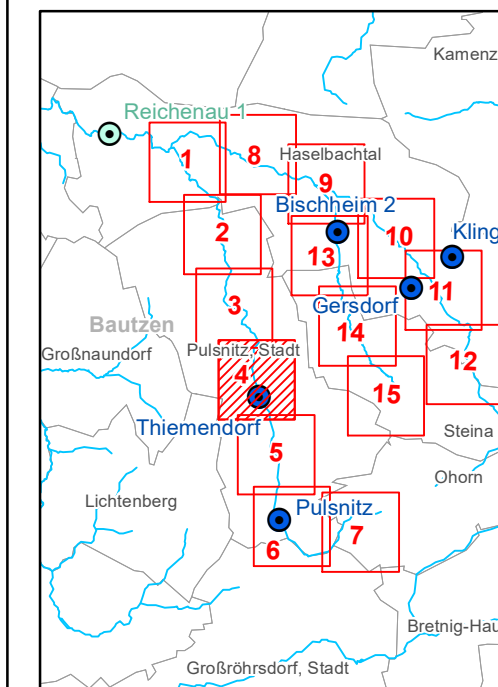 Kamenz
Reichenau 1
1
8
Haselbachtal
9
Bischheim 2
2
10
13
Kling
11
3
Gersdorf
Bautzen
14
Großnaundorf
Pulsnitz, Stadt
12
4
15
Thiemendorf
Steina
5
Ohorn
Lichtenberg
Pulsnitz
6
7
Bretnig-Hau
Großröhrsdorf, Stadt